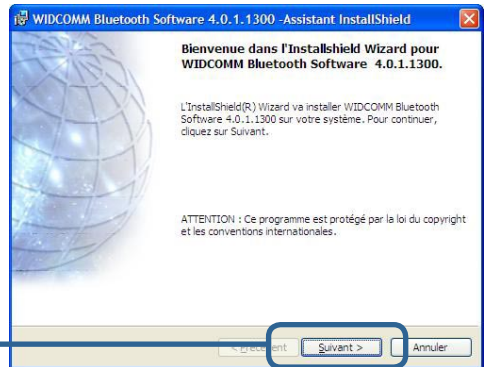 WIDCOMM Bluetooth Software 4.0.1.1300 -Assistant InstallShield
Bienvenue dans l'Installshield Wizard pour
WIDCOMM Bluetooth Software 4.0.1.1300.
L'InstallShield(R) Wizard va installer WIDCOMM Bluetooth
Software 4.0.1.1300 sur votre système. Pour continuer,
cliquez sur Suivant.
ATTENTION : Ce programme est protégé par la loi du copyright
et les conventions internationales.
< Précédent Suivant > Annuler